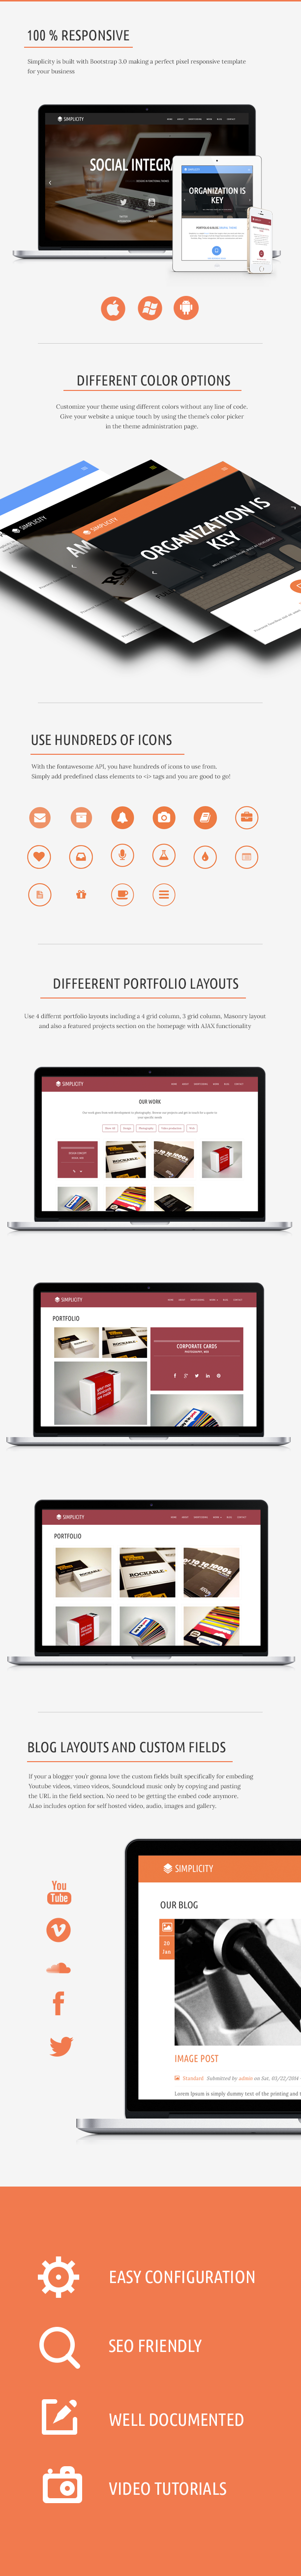 100 % RESPONSIVE
Simplicity is built with Bootstrap 3.0 making a perfect pixel responsive template
for your business
SIMPLICITY
HOME ABOUT BLOG CONTACT
SOCIAL INTEGRA
ORGANIZATION IS
KEY
DIFFERENT COLOR OPTIONS
Customize your theme using different colors without any line of code.
Give your website a unique touch by using the theme's color picker
in the theme administration page.
SIMPLICITY
SIMPLICITY
AM
ORGANIZATION IS
KEY
USE HUNDREDS OF ICONS
With the fontawesome API, you have hundreds of icons to use from.
Simply add predefined class elements to <i> tags and you are good to go!
DIFFEERENT PORTFOLIO LAYOUTS
Use 4 differnt portfolio layouts including a 4 grid column, 3 grid column, Masonry layout
and also a featured projects section on the homepage with AJAX functionality
SIMPLICITY
OUR WORK
ROCKABLE
SIMPLICITY
PORTFOLIO
CORPORATE CARDS
SIMPLICITY
PORTFOLIO
ROCKABLE
BLOG LAYOUTS AND CUSTOM FIELDS
If your a blogger you'r gonna love the custom fields built specifically for embeding
Youtube videos, vimeo videos, Soundcloud music only by copying and pasting
the URL in the field section. No need to be getting the embed code anymore.
ALso includes option for self hosted video, audio, images and gallery.
You
Tube
SIMPLICITY
OUR BLOG
20
Jan
IMAGE POST
Standard Submitted by admin on Sat, 03/22/2014
Lorem Ipsum is simply dummy text of the printing and
EASY CONFIGURATION
SEO FRIENDLY
WELL DOCUMENTED
VIDEO TUTORIALS